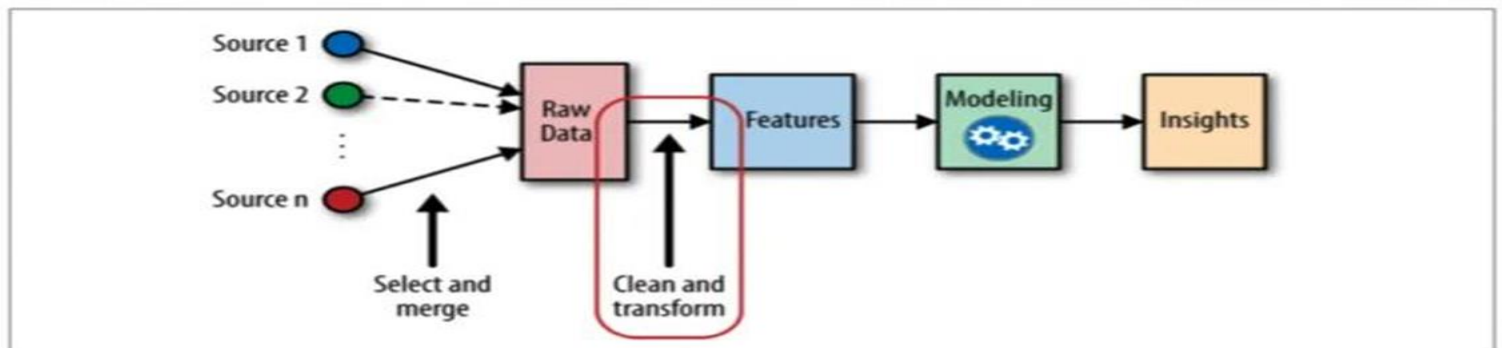 Source 1
Source 2
Source n
Select and
merge
Raw
Data
Clean and
transform
Features
Modeling
Insights